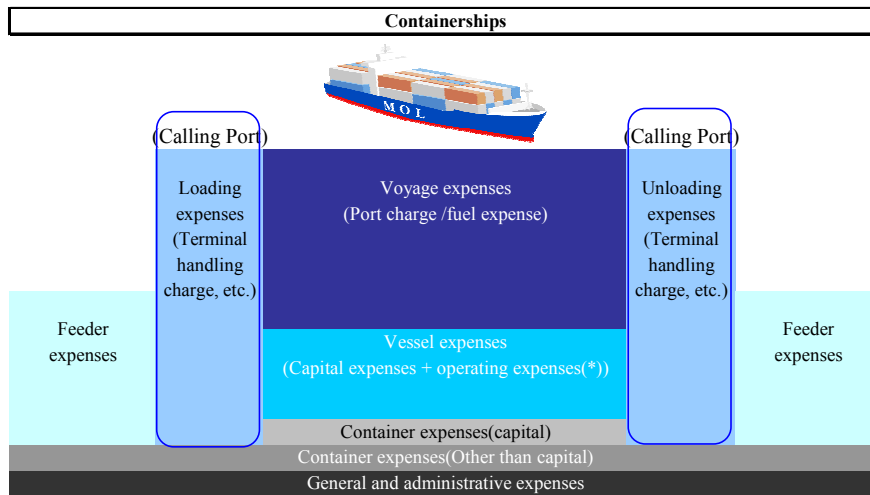 Containerships
MOL
(Calling Port)
(Calling Port)
Loading
expenses
(Terminal
handling
charge, etc.)
Voyage expenses
(Port charge /fuel expense)
Unloading
expenses
(Terminal
handling
charge, etc.)
Feeder
expenses
Vessel expenses
(Capital expenses + operating expenses(*))
Feeder
expenses
Container expenses(capital)
Container expenses(Other than capital)
General and administrative expenses